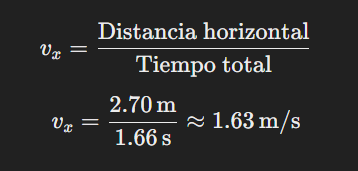 v_x = Distancia horizontal / Tiempo total
v_x = 2.70 m / 1.66 s ≈ 1.63 m/s